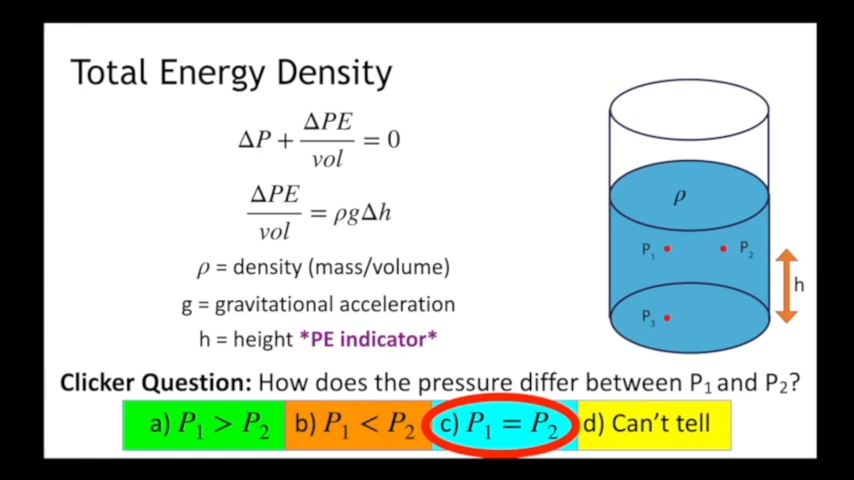 Total Energy Density
ΔP + ΔPE/vol = 0
ΔPE/vol = ρgΔh
ρ = density (mass/volume)
g = gravitational acceleration
h = height *PE indicator*
ρ
P₁
P₂
h
P₃
Clicker Question: How does the pressure differ between P₁ and P₂?
a) P₁ > P₂ b) P₁ < P₂ c) P₁ = P₂ d) Can't tell